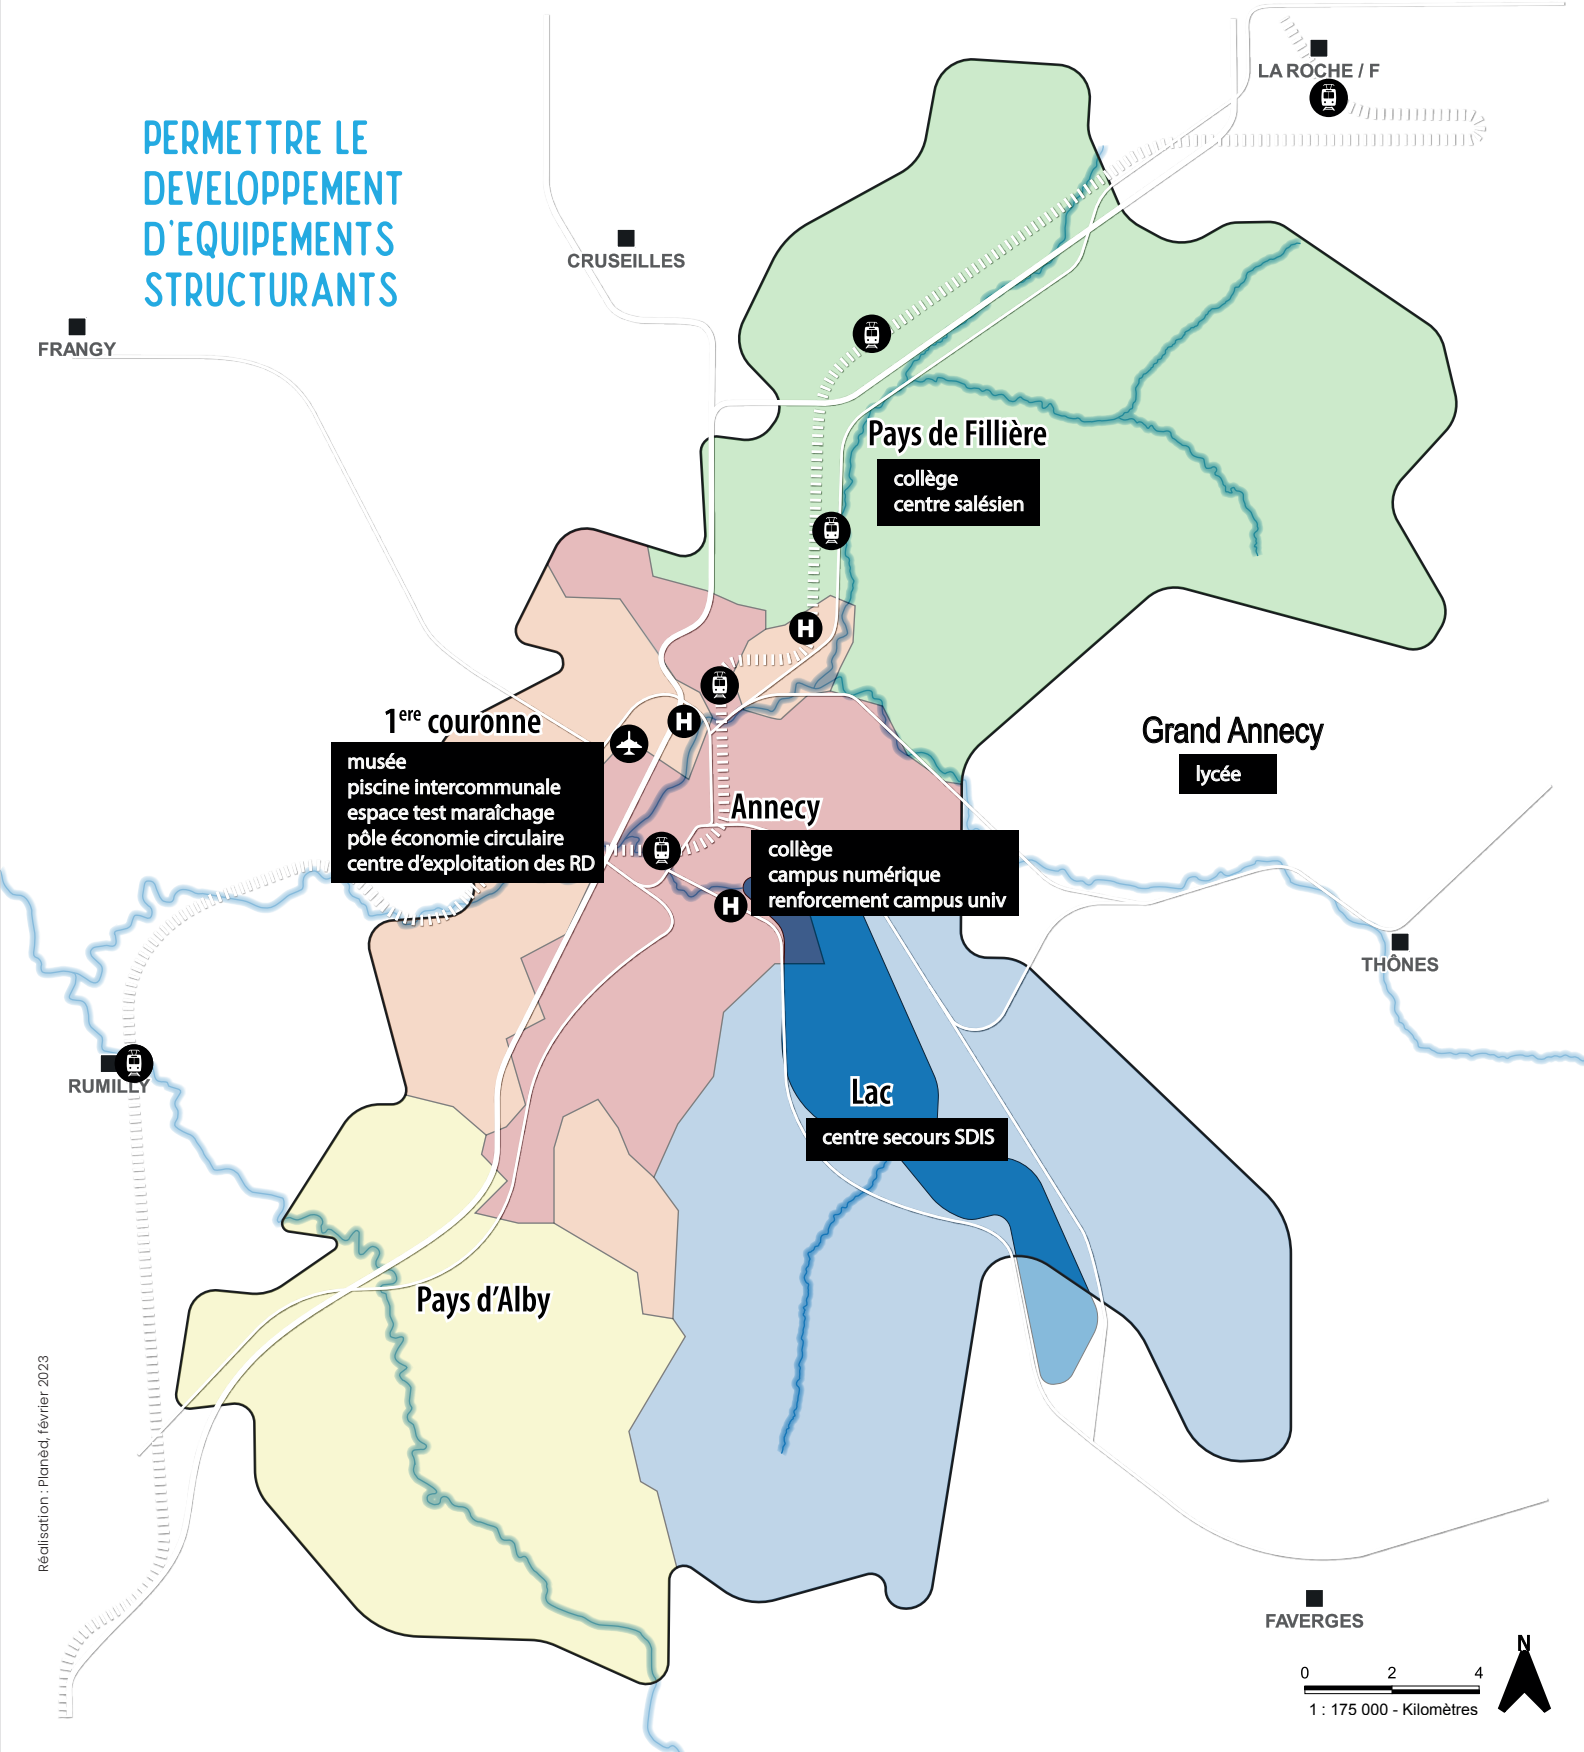 PERMETTRE LE
DEVELOPPEMENT
D'EQUIPEMENTS
STRUCTURANTS
LA ROCHE / F
CRUSEILLES
FRANGY
Pays de Fillière
collège
centre salésien
H
1ere couronne
H
musée
piscine intercommunale
espace test maraîchage
pôle économie circulaire
centre d'exploitation des RD
Grand Annecy
lycée
Annecy
collège
campus numérique
renforcement campus univ
H
THÔNES
RUMILLY
Lac
centre secours SDIS
Pays d'Alby
Réalisation : Planèd, février 2023
FAVERGES
N
0 2 4
1 : 175 000 - Kilomètres